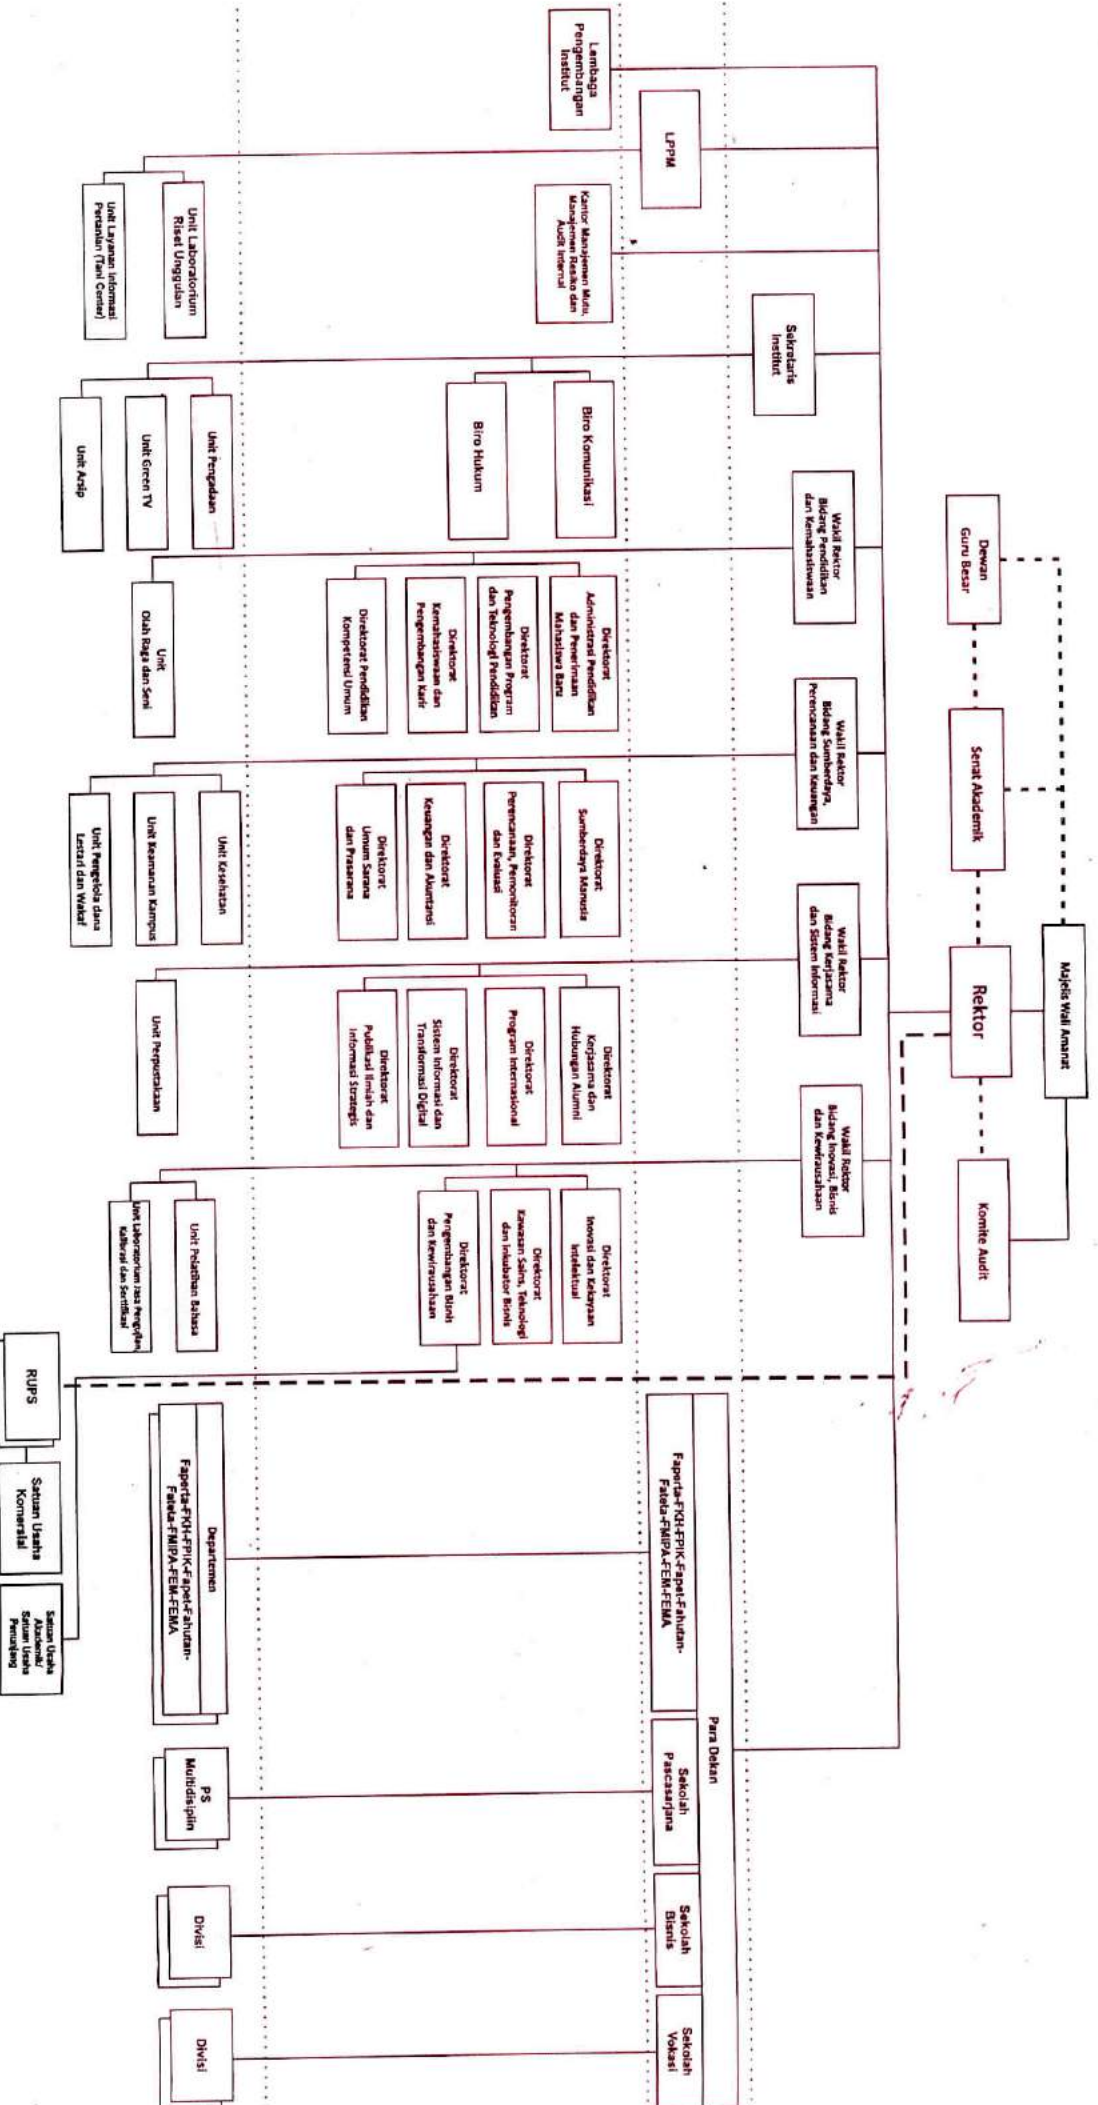 Majelis Wali Amanat
Dewan
Guru Besar
Senat Akademik
Rektor
Komite Audit
Lembaga
Pengembangan
Institut
LPPM
Kantor Manajemen Mutu,
Manajemen Resiko dan
Audit Internal
Sekretaris
Institut
Wakil Rektor
Bidang Pendidikan
dan Kemahasiswaan
Wakil Rektor
Bidang Sumberdaya,
Perencanaan dan Keuangan
Wakil Rektor
Bidang Kerjasama
dan Sistem Informasi
Wakil Rektor
Bidang Inovasi, Bisnis
dan Kewirausahaan
Para Dekan
Faperta-FKH-FPIK-Fapet-Fahutan-
Fateta-FMIPA-FEM-FEMA
Sekolah
Pascasarjana
Sekolah
Bisnis
Sekolah
Vokasi
Biro Komunikasi
Biro Hukum
Direktorat
Administrasi Pendidikan
dan Penerimaan
Mahasiswa Baru
Direktorat
Pengembangan Program
dan Teknologi Pendidikan
Direktorat
Kemahasiswaan dan
Pengembangan Karir
Direktorat Pendidikan
Kompetensi Umum
Direktorat
Sumberdaya Manusia
Direktorat
Perencanaan, Pemonitoran
dan Evaluasi
Direktorat
Keuangan dan Akuntansi
Direktorat
Umum Sarana
dan Prasarana
Direktorat
Kerjasama dan
Hubungan Alumni
Direktorat
Program Internasional
Direktorat
Sistem Informasi dan
Transformasi Digital
Direktorat
Publikasi Ilmiah dan
Informasi Strategis
Direktorat
Inovasi dan Kekayaan
Intelektual
Direktorat
Kawasan Sains, Teknologi
dan Inkubator Bisnis
Direktorat
Pengembangan Bisnis
dan Kewirausahaan
Unit Laboratorium
Riset Unggulan
Unit Layanan Informasi
Pertanian (Tani Center)
Unit Pengadaan
Unit Green TV
Unit Arsip
Unit
Olah Raga dan Seni
Unit Kesehatan
Unit Keamanan Kampus
Unit Pengelola dana
Lestari dan Wakaf
Unit Perpustakaan
Unit Pelatihan Bahasa
Unit Laboratorium Jasa Pengujian,
Kalibrasi dan Sertifikasi
Departemen
Faperta-FKH-FPIK-Fapet-Fahutan-
Fateta-FMIPA-FEM-FEMA
PS
Multidisiplin
Divisi
Divisi
RUPS
Satuan Usaha
Komersial
Satuan Usaha
Akademik/
Satuan Usaha
Penunjang